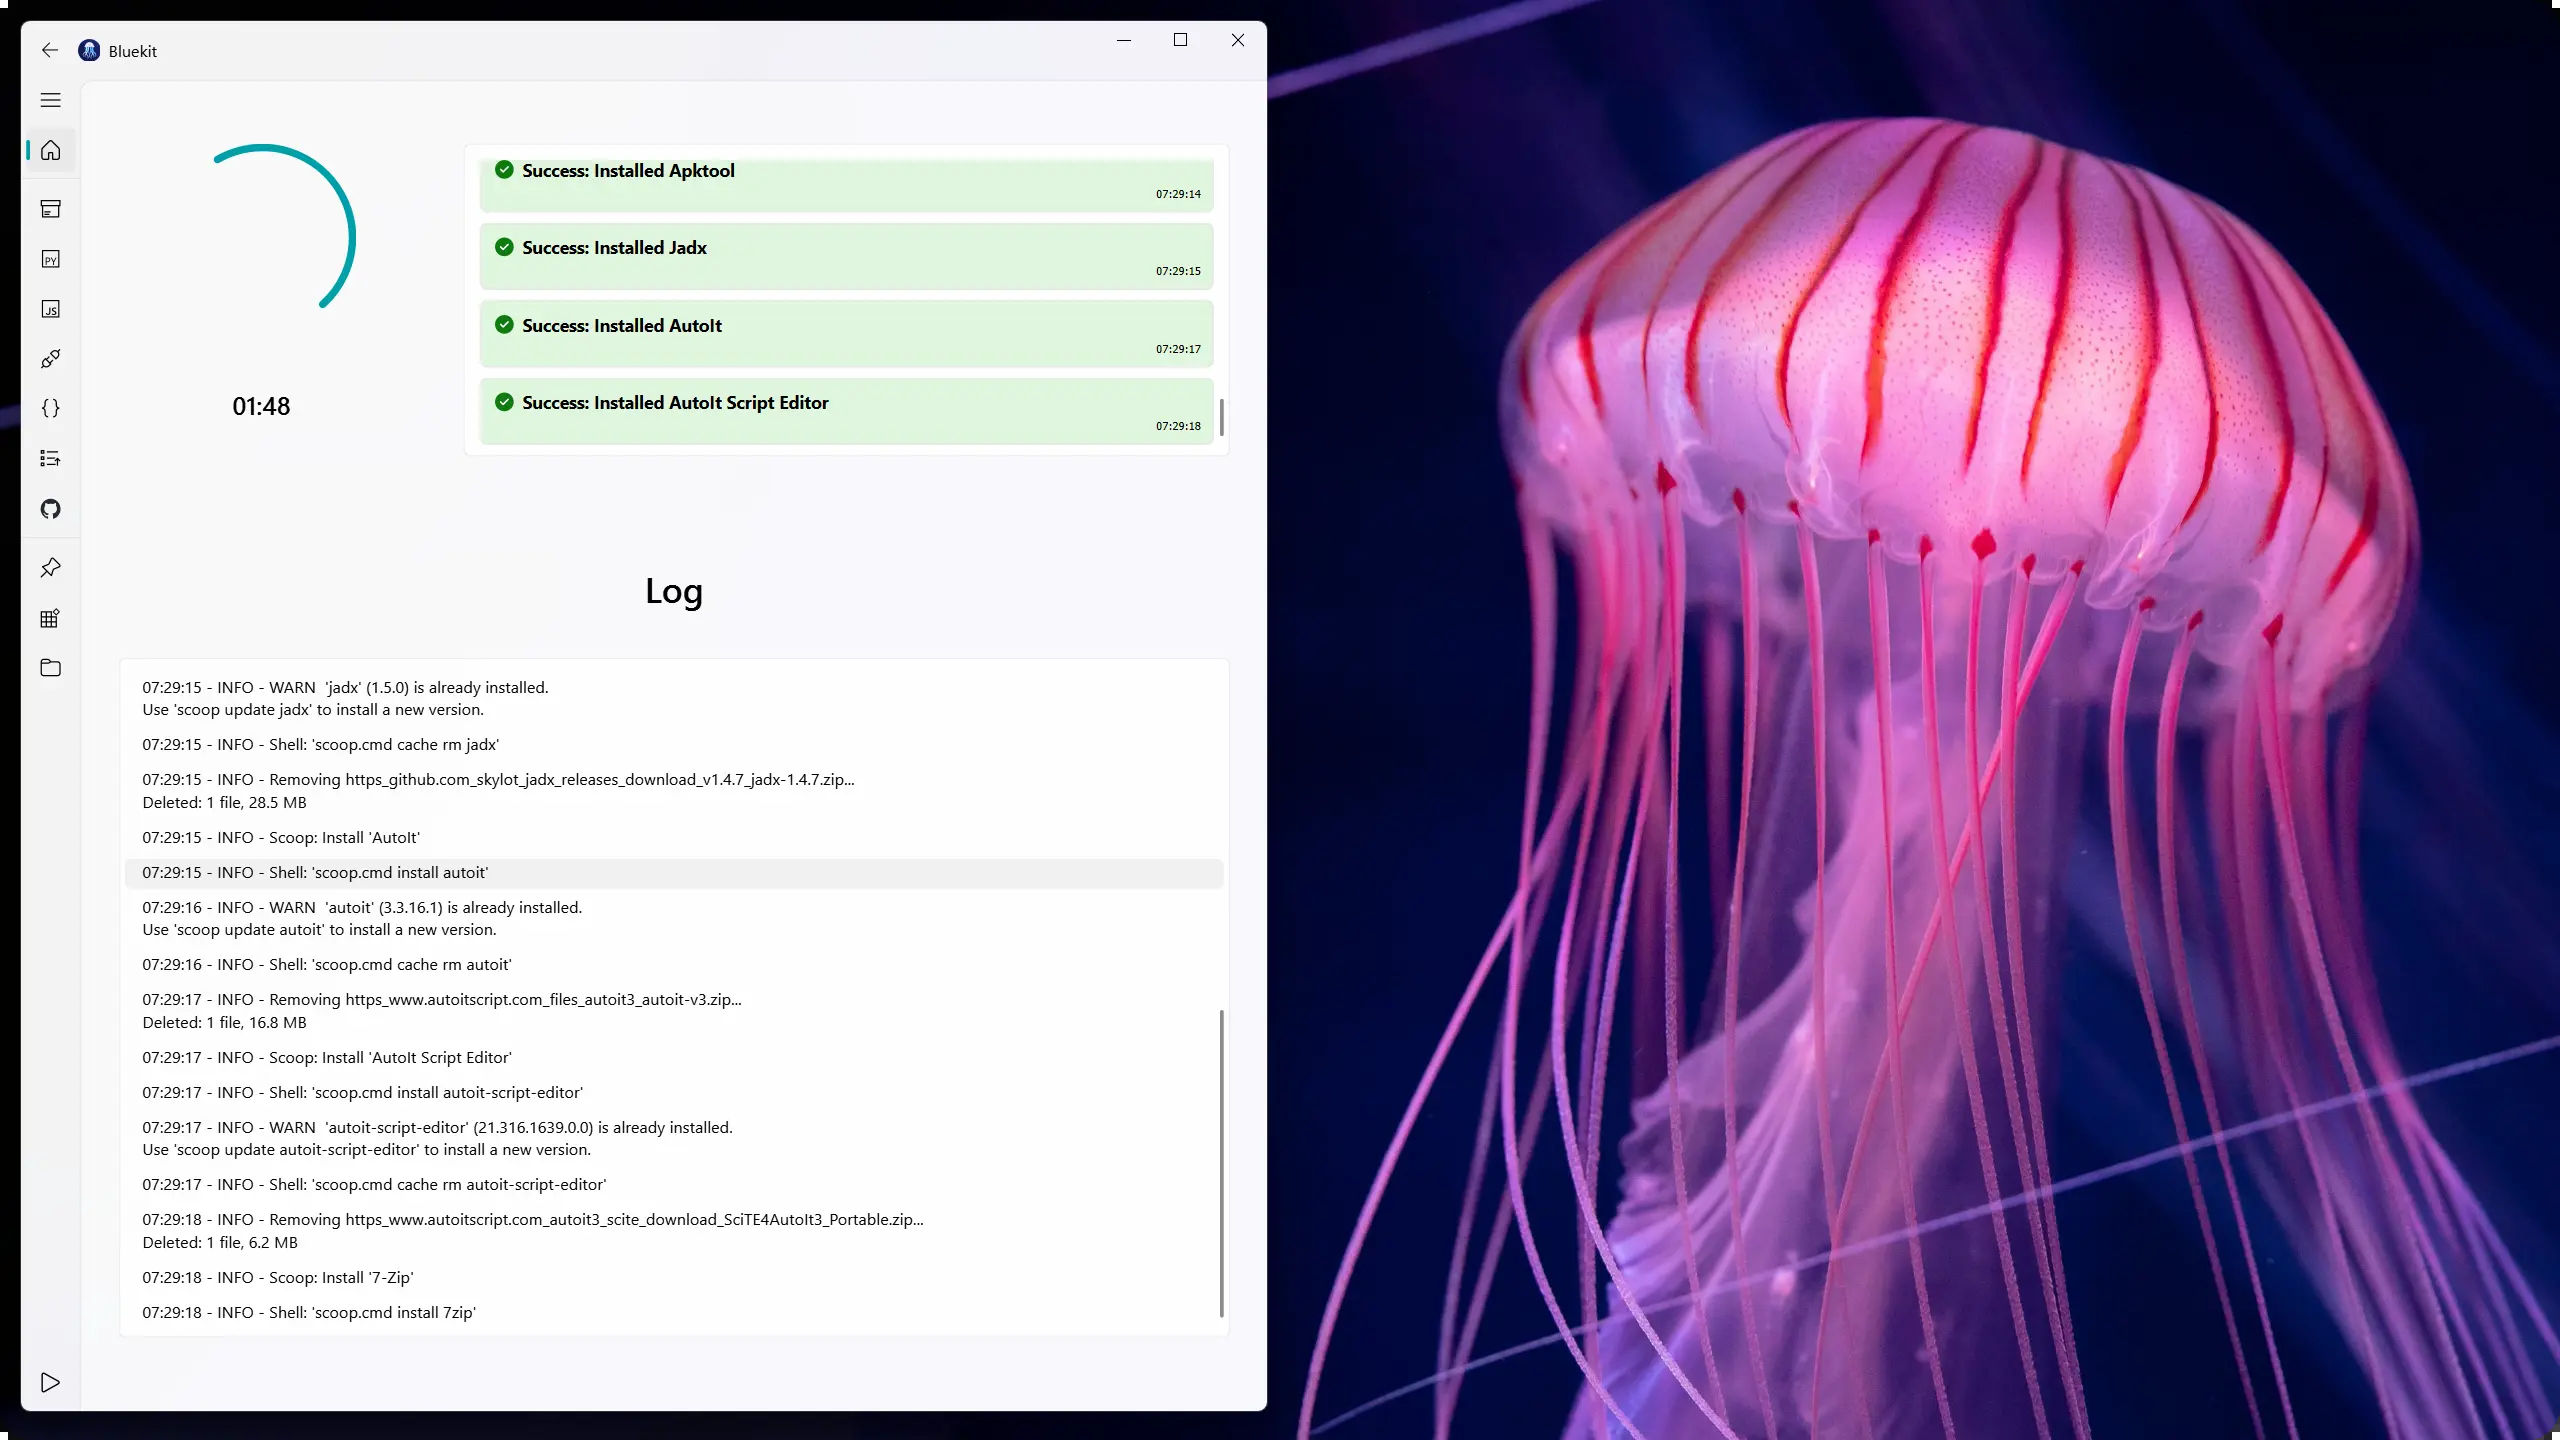 Bluekit
PY
JS
Success: Installed Apktool
07:29:14
Success: Installed Jadx
07:29:15
Success: Installed AutoIt
07:29:17
Success: Installed AutoIt Script Editor
07:29:18
01:48
Log
07:29:15 - INFO - WARN  'jadx' (1.5.0) is already installed.
Use 'scoop update jadx' to install a new version.
07:29:15 - INFO - Shell: 'scoop.cmd cache rm jadx'
07:29:15 - INFO - Removing https_github.com_skylot_jadx_releases_download_v1.4.7_jadx-1.4.7.zip...
Deleted: 1 file, 28.5 MB
07:29:15 - INFO - Scoop: Install 'AutoIt'
07:29:15 - INFO - Shell: 'scoop.cmd install autoit'
07:29:16 - INFO - WARN  'autoit' (3.3.16.1) is already installed.
Use 'scoop update autoit' to install a new version.
07:29:16 - INFO - Shell: 'scoop.cmd cache rm autoit'
07:29:17 - INFO - Removing https_www.autoitscript.com_files_autoit3_autoit-v3.zip...
Deleted: 1 file, 16.8 MB
07:29:17 - INFO - Scoop: Install 'AutoIt Script Editor'
07:29:17 - INFO - Shell: 'scoop.cmd install autoit-script-editor'
07:29:17 - INFO - WARN  'autoit-script-editor' (21.316.1639.0.0) is already installed.
Use 'scoop update autoit-script-editor' to install a new version.
07:29:17 - INFO - Shell: 'scoop.cmd cache rm autoit-script-editor'
07:29:18 - INFO - Removing https_www.autoitscript.com_autoit3_scite_download_SciTE4AutoIt3_Portable.zip...
Deleted: 1 file, 6.2 MB
07:29:18 - INFO - Scoop: Install '7-Zip'
07:29:18 - INFO - Shell: 'scoop.cmd install 7zip'